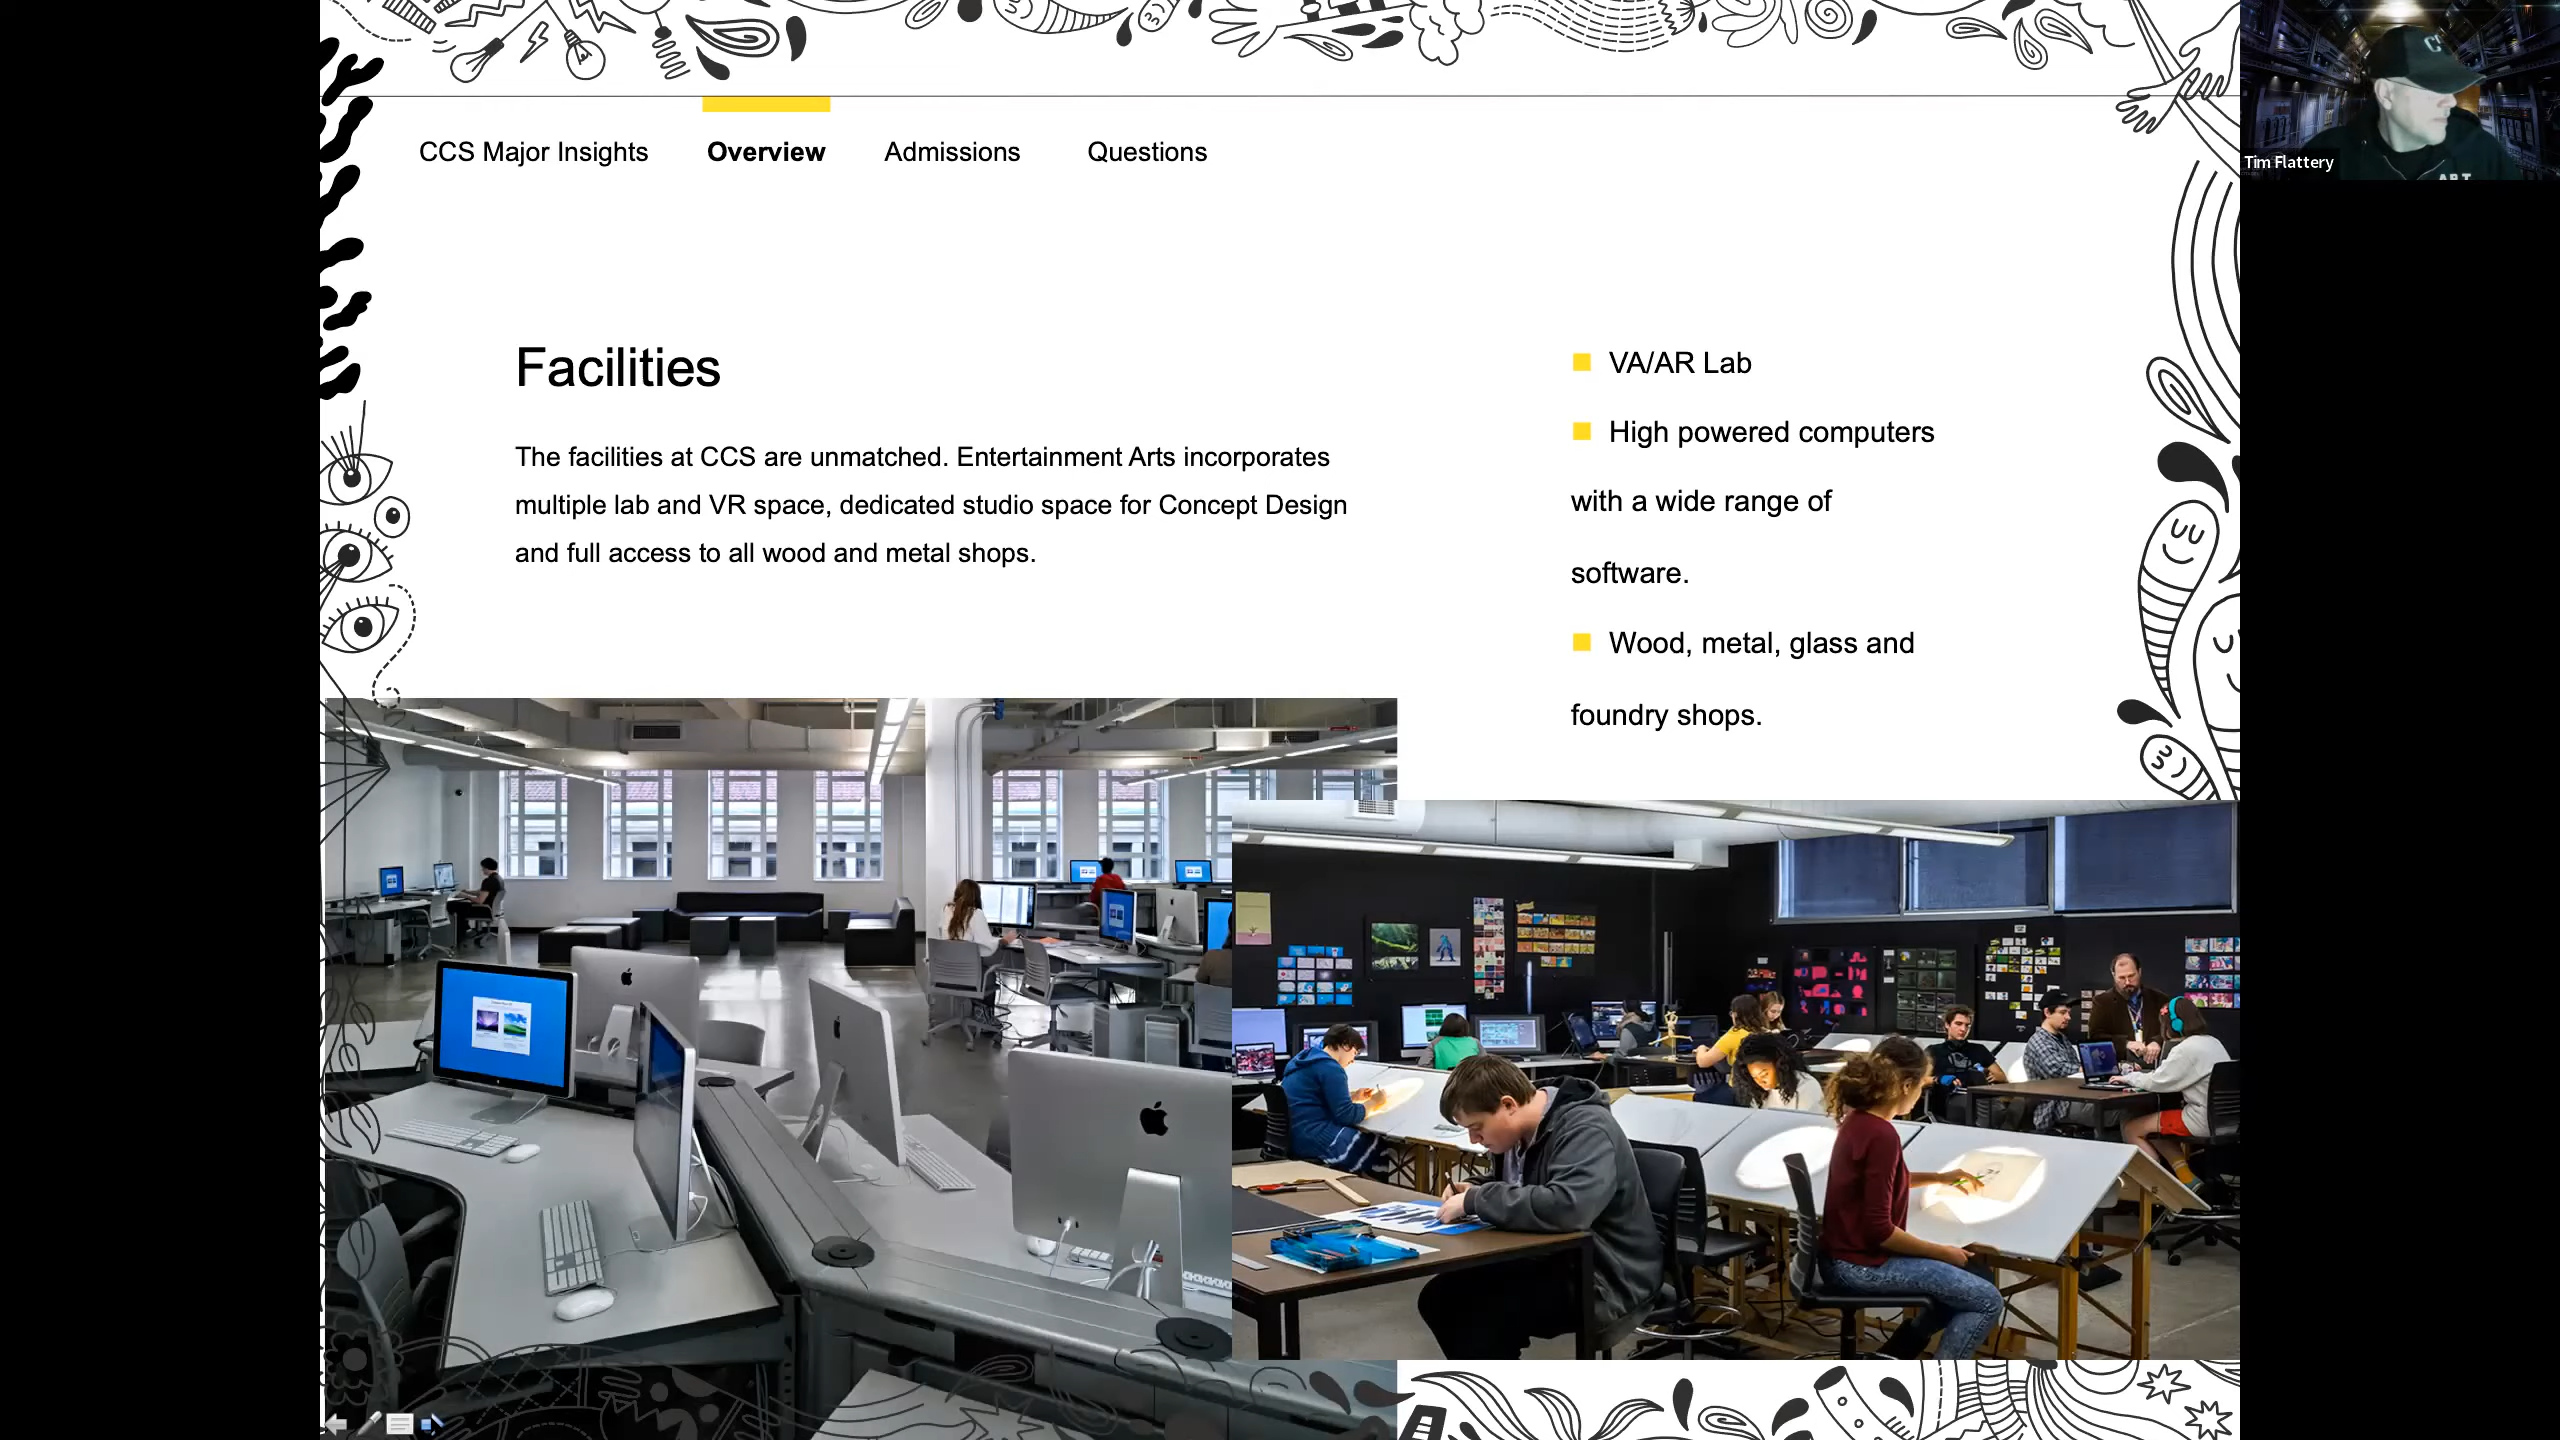 CCS Major Insights
Overview
Admissions
Questions
Tim Flattery
Facilities
The facilities at CCS are unmatched. Entertainment Arts incorporates
multiple lab and VR space, dedicated studio space for Concept Design
and full access to all wood and metal shops.
VA/AR Lab
High powered computers
with a wide range of
software.
Wood, metal, glass and
foundry shops.